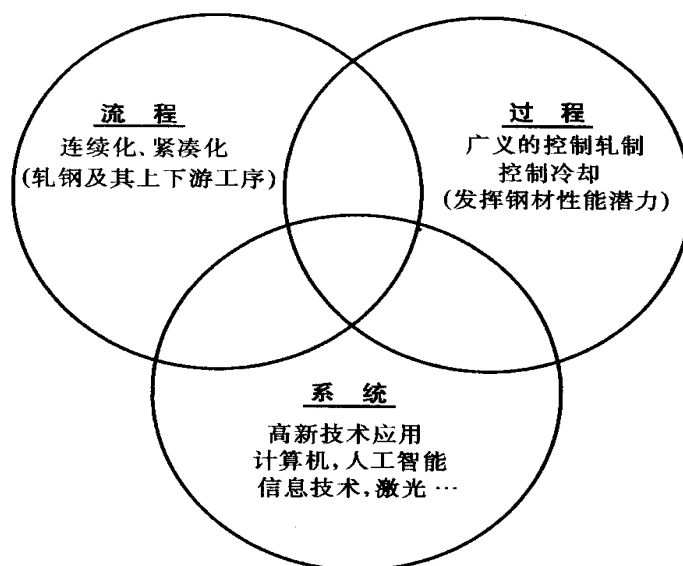 流 程
连续化、紧凑化
(轧钢及其上下游工序)
过 程
广义的控制轧制
控制冷却
(发挥钢材性能潜力)
系 统
高新技术应用
计算机,人工智能
信息技术,激光…